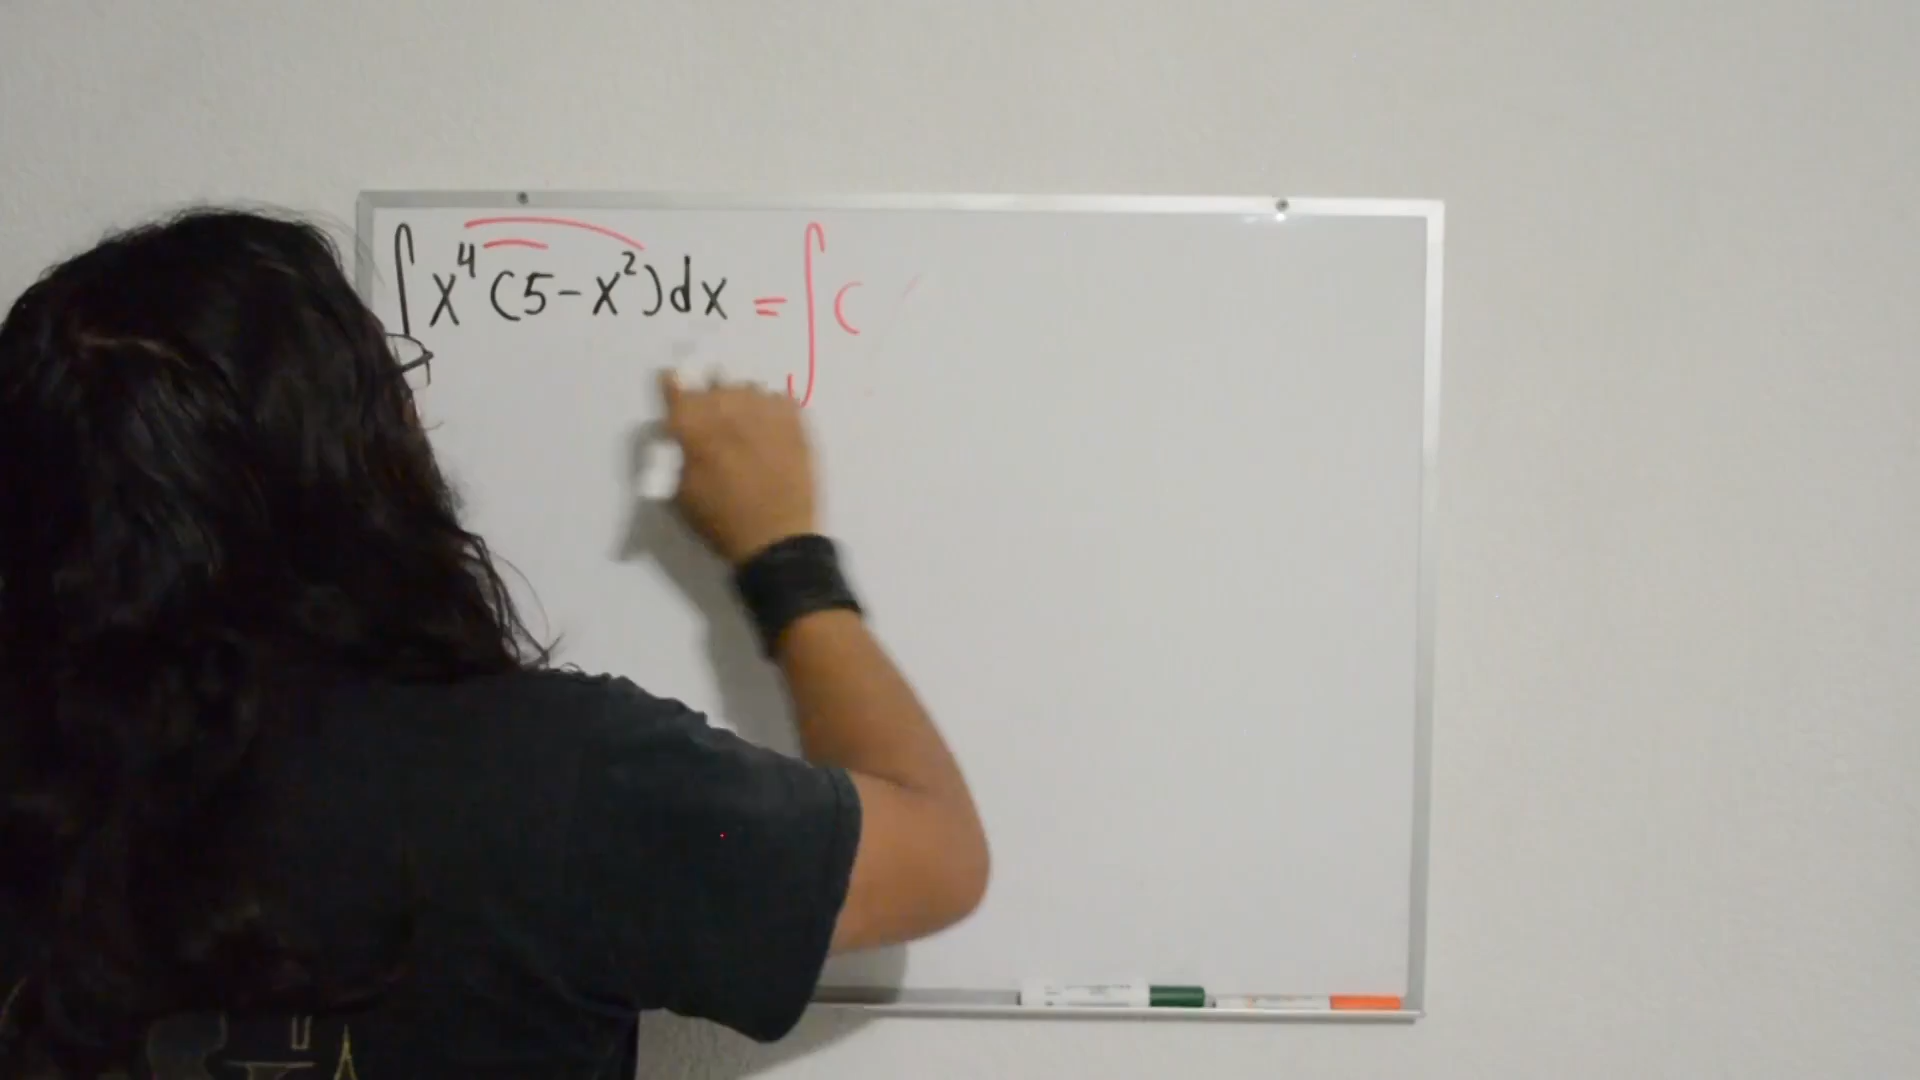 ∫x⁴(5-x²)dx = ∫(